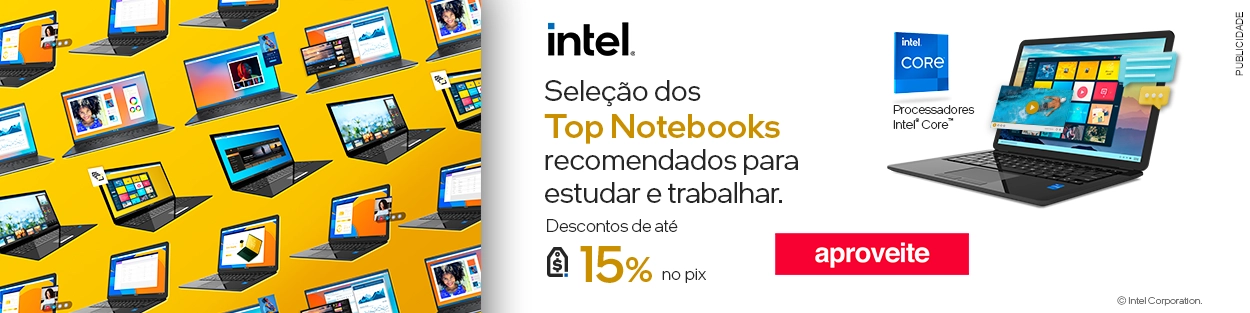 intel.
Seleção dos
Top Notebooks
recomendados para
estudar e trabalhar.
Descontos de até
$ 15% no pix
intel.
CORE
Processadores
Intel® Core™
aproveite
PUBLICIDADE
© Intel Corporation.